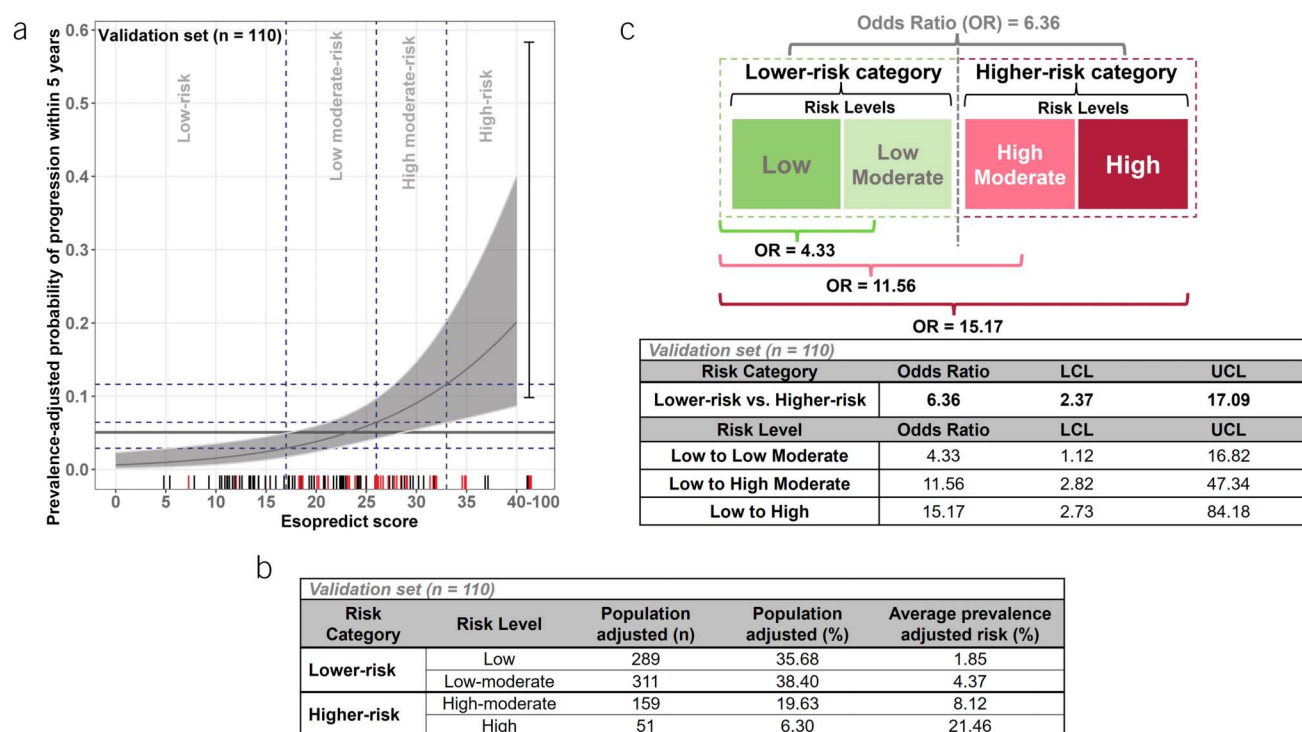 a
Prevalence-adjusted probability of progression within 5 years
Validation set (n = 110)
0.6
0.5
0.4
0.3
0.2
0.1
0.0
Low-risk
Low moderate-risk
High moderate-risk
High-risk
0 5 10 15 20 25 30 35 40-100
Esopredict score
c
Odds Ratio (OR) = 6.36
Lower-risk category Higher-risk category
Risk Levels Risk Levels
Low
Low
Moderate
High
Moderate
High
OR = 4.33
OR = 11.56
OR = 15.17
Validation set (n = 110)
Risk Category Odds Ratio LCL UCL
Lower-risk vs. Higher-risk 6.36 2.37 17.09
Risk Level Odds Ratio LCL UCL
Low to Low Moderate 4.33 1.12 16.82
Low to High Moderate 11.56 2.82 47.34
Low to High 15.17 2.73 84.18
b
Validation set (n = 110)
Risk Category Risk Level Population adjusted (n) Population adjusted (%) Average prevalence adjusted risk (%)
Lower-risk Low 289 35.68 1.85
Low-moderate 311 38.40 4.37
Higher-risk High-moderate 159 19.63 8.12
High 51 6.30 21.46